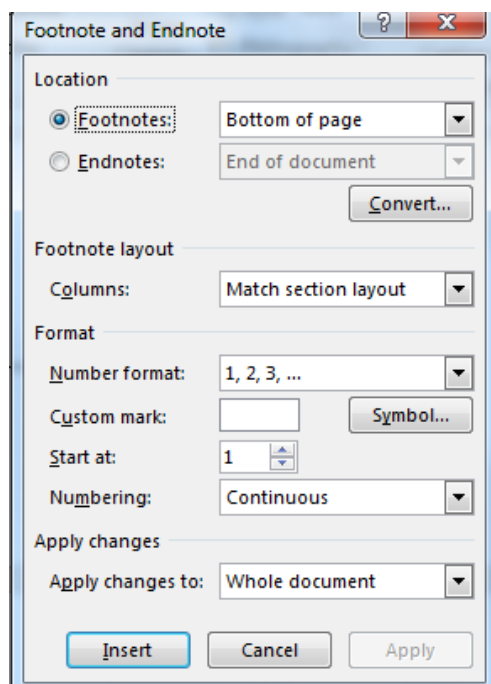 Footnote and Endnote ? X
Location
Footnotes: Bottom of page
Endnotes: End of document
Convert...
Footnote layout
Columns: Match section layout
Format
Number format: 1, 2, 3, ...
Custom mark: Symbol...
Start at: 1
Numbering: Continuous
Apply changes
Apply changes to: Whole document
Insert Cancel Apply